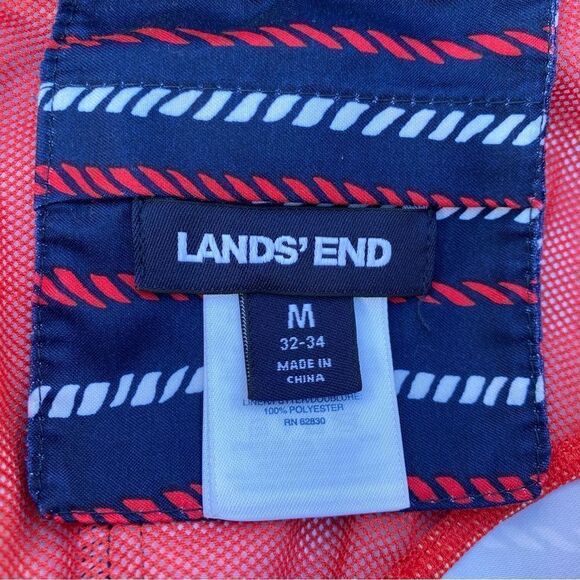 LANDS' END
M
32-34
MADE IN
CHINA
100% POLYESTER
RN 62830